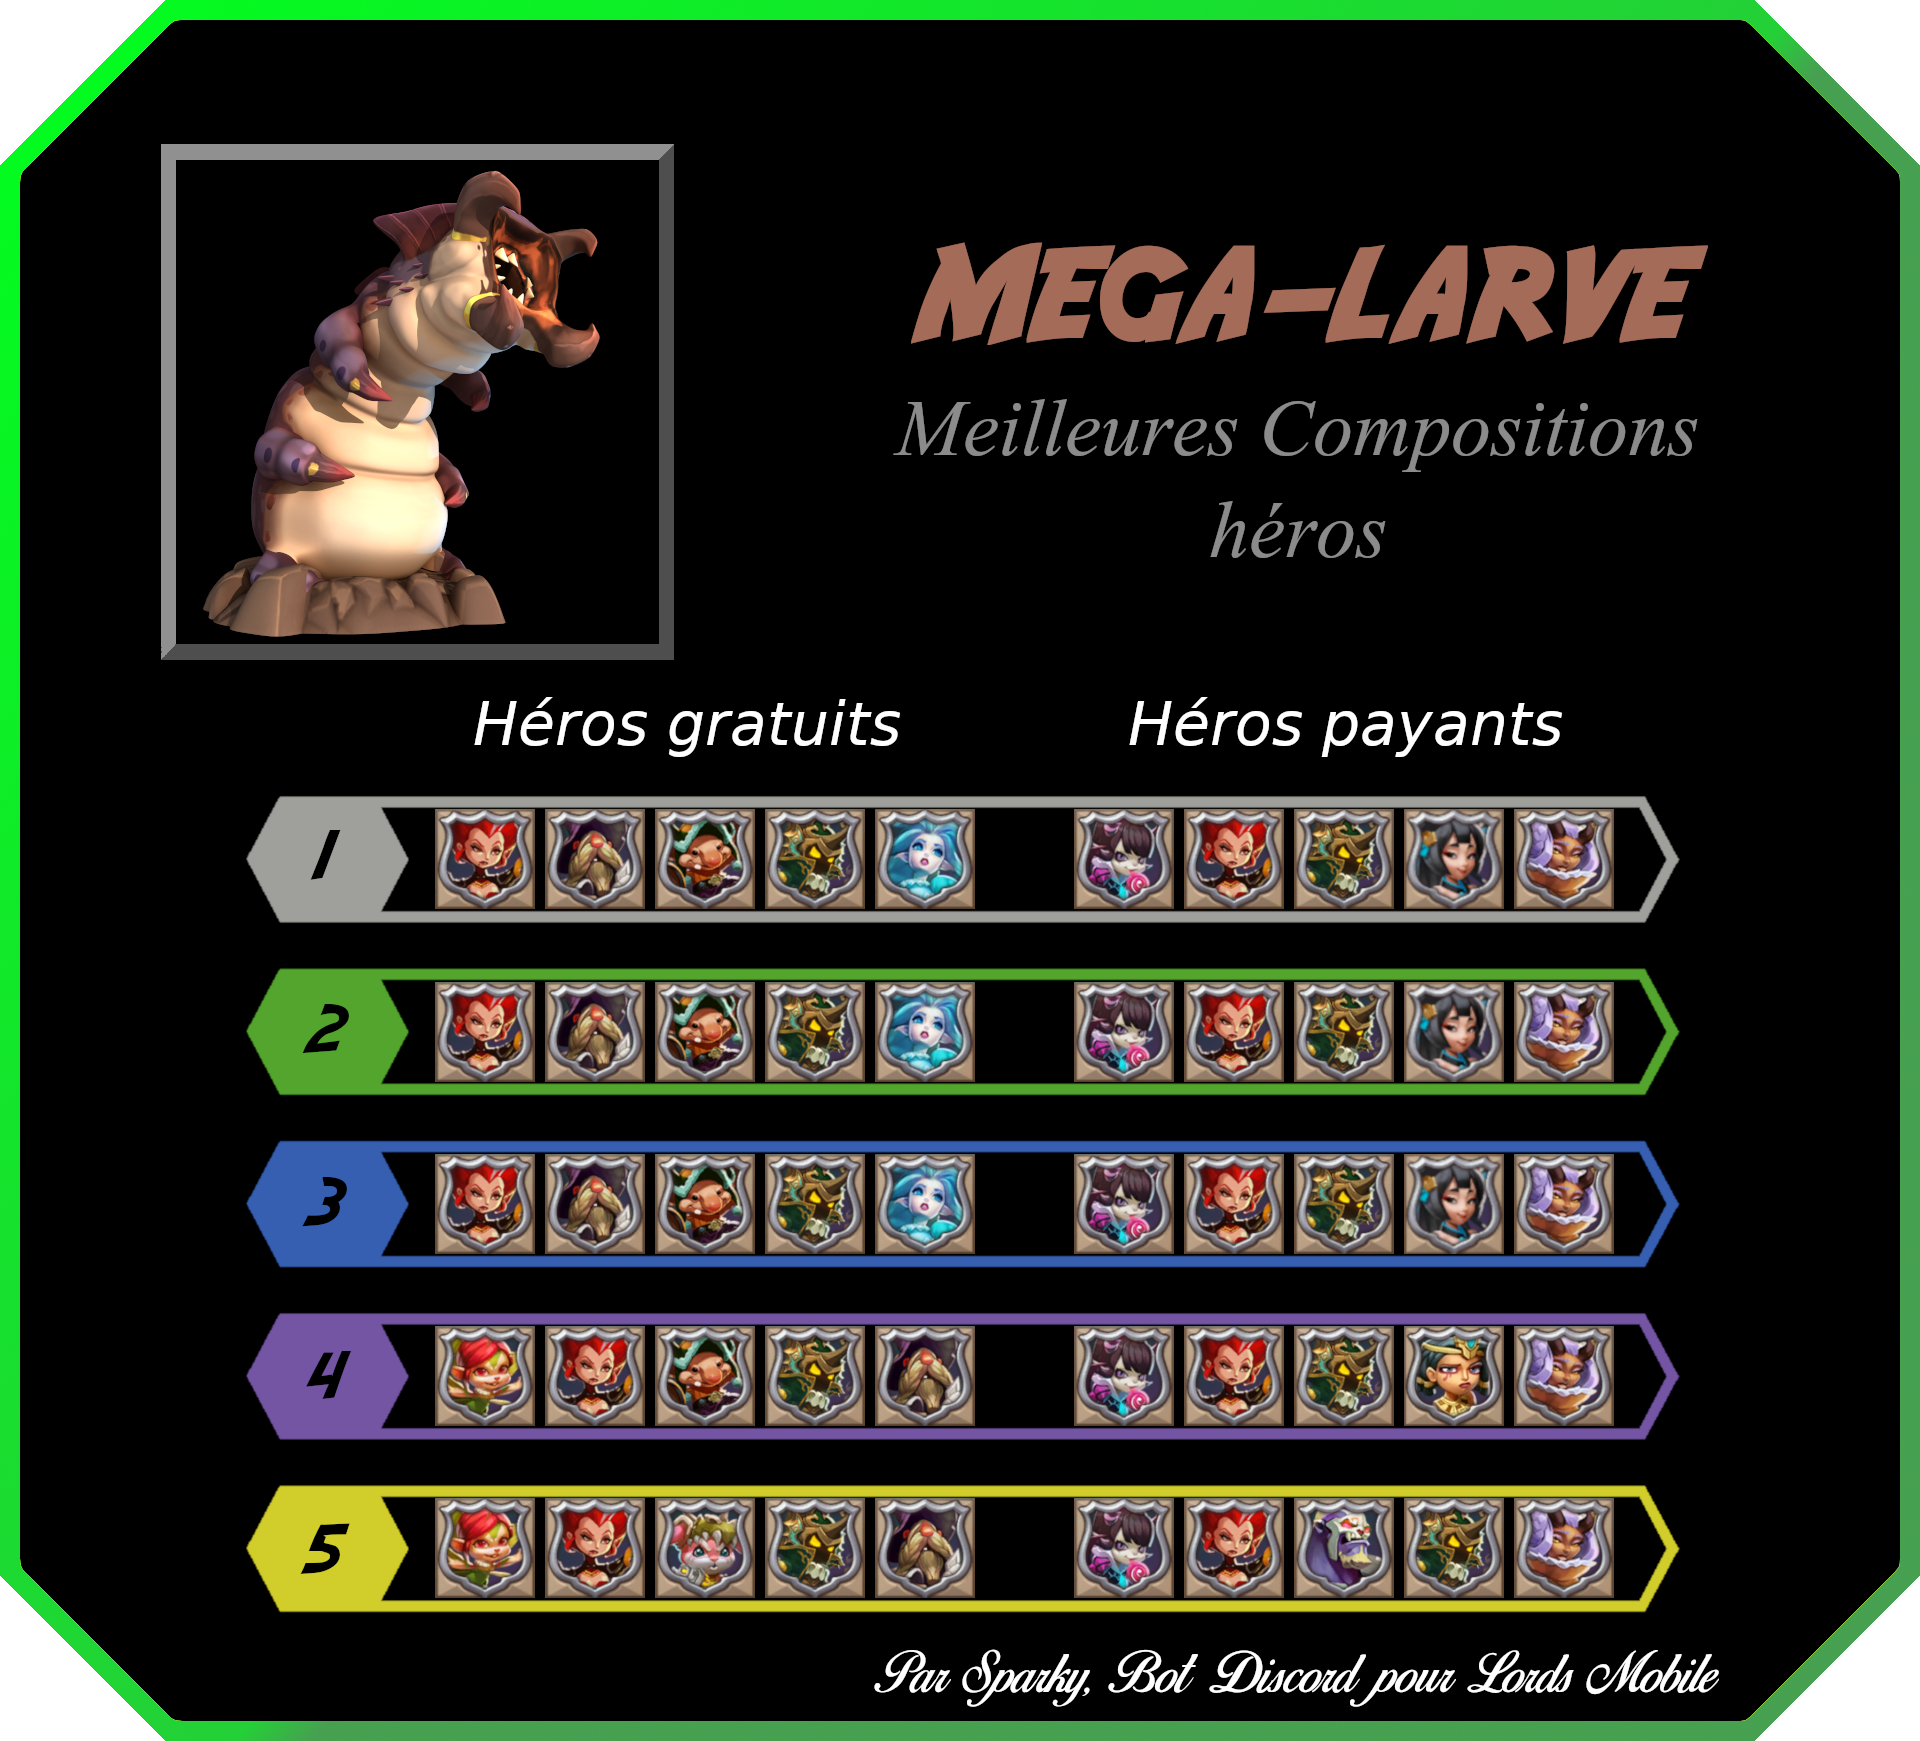 MEGA-LARVE
Meilleures Compositions
héros
Héros gratuits
Héros payants
1
2
3
4
5
Par Sparky, Bot Discord pour Lords Mobile